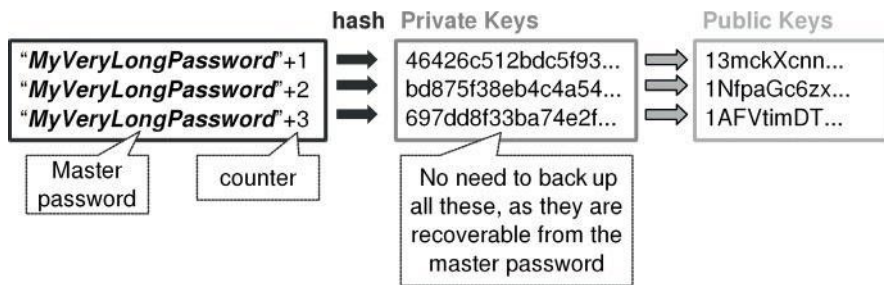 hash Private Keys Public Keys
“MyVeryLongPassword”+1 46426c512bdc5f93... 13mckXcnn...
“MyVeryLongPassword”+2 bd875f38eb4c4a54... 1NfpaGc6zx...
“MyVeryLongPassword”+3 697dd8f33ba74e2f... 1AFVtimDT...
Master
password
counter
No need to back up
all these, as they are
recoverable from the
master password